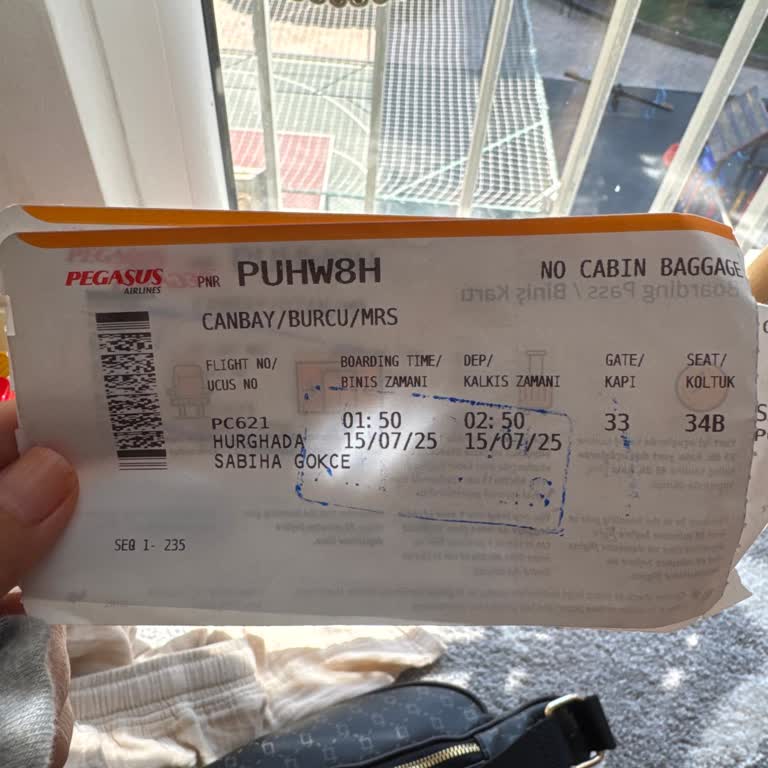 PEGASUS
AIRLINES
PNR PUHW8H
NO CABIN BAGGAGE
Boarding Pass / Biniş Kartı
CANBAY/BURCU/MRS
FLIGHT NO/ BOARDING TIME/ DEP/ GATE/ SEAT/
UCUS NO BINIS ZAMANI KALKIS ZAMANI KAPI KOLTUK
PC621 01:50 02:50 33 34B
HURGHADA 15/07/25 15/07/25
SABIHA GOKCE
SEQ I- 235